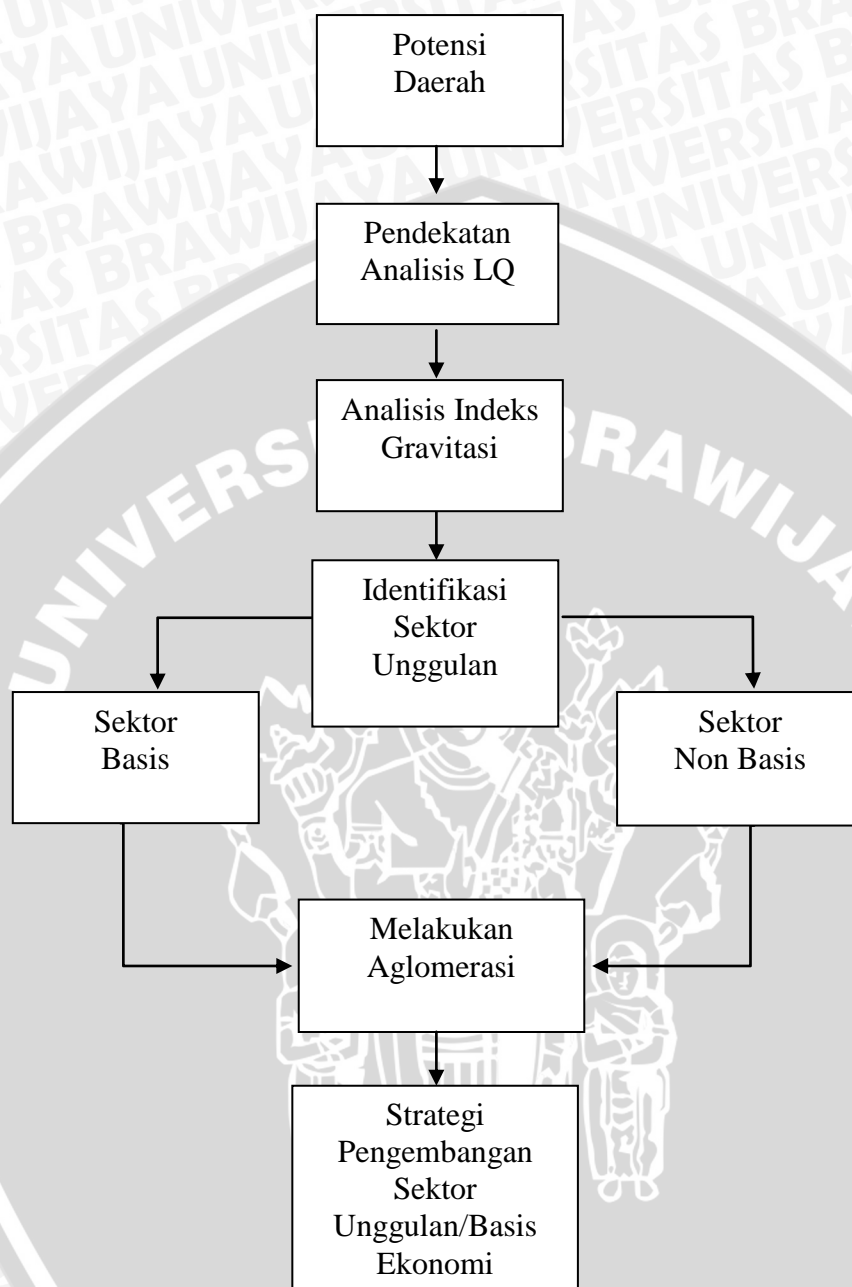 Potensi
Daerah
Pendekatan
Analisis LQ
Analisis Indeks
Gravitasi
Identifikasi
Sektor
Unggulan
Sektor
Basis
Sektor
Non Basis
Melakukan
Aglomerasi
Strategi
Pengembangan
Sektor
Unggulan/Basis
Ekonomi